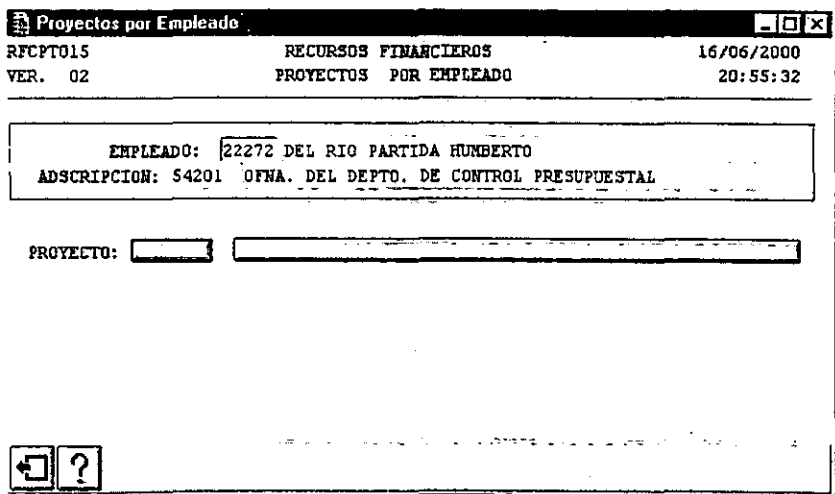 Proyectos por Empleado
RFCPT015 RECURSOS FINANCIEROS 16/06/2000
VER. 02 PROYECTOS POR EMPLEADO 20:55:32
EMPLEADO: 22272 DEL RIO PARTIDA HUMBERTO
ADSCRIPCION: 54201 OFNA. DEL DEPTO. DE CONTROL PRESUPUESTAL
PROYECTO:
?